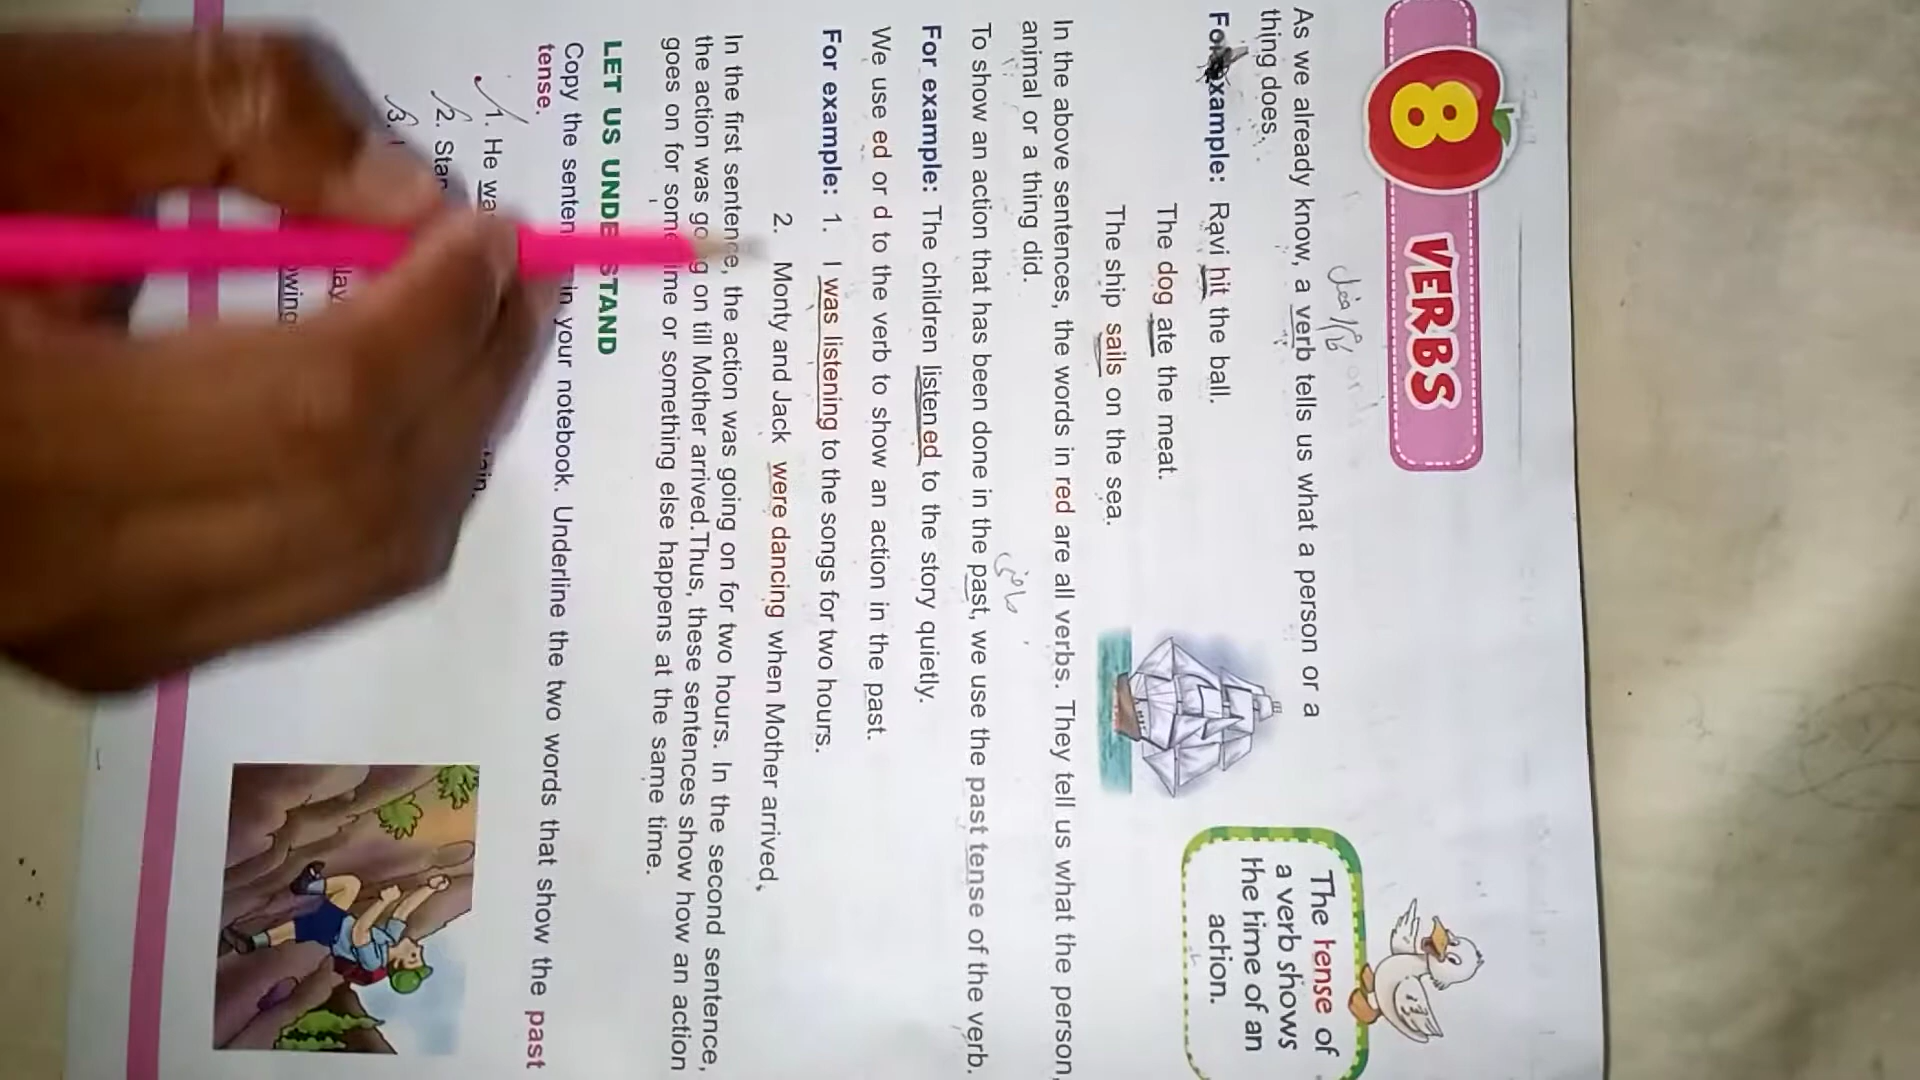 8 VERBS
As we already know, a verb tells us what a person or a
thing does.
For example: Ravi hit the ball.
The dog ate the meat.
The ship sails on the sea.
The tense of
a verb shows
the time of an
action.
In the above sentences, the words in red are all verbs. They tell us what the person,
animal or a thing did.
To show an action that has been done in the past, we use the past tense of the verb.
For example: The children listened to the story quietly.
We use ed or d to the verb to show an action in the past.
For example: 1. I was listening to the songs for two hours.
2. Monty and Jack were dancing when Mother arrived.
In the first sentence, the action was going on for two hours. In the second sentence,
the action was going on till Mother arrived. Thus, these sentences show how an action
goes on for some time or something else happens at the same time.
LET US UNDERSTAND
Copy the in your notebook. Underline the two words that show the past
tense.
1. He
2.
3.